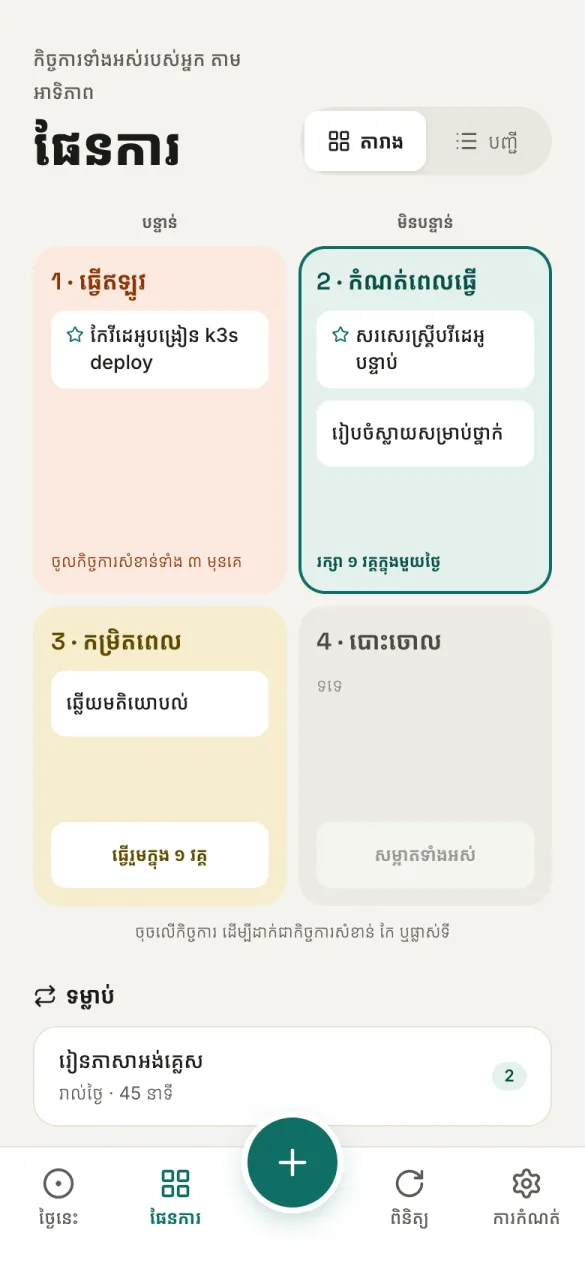 កិច្ចការទាំងអស់របស់អ្នក តាម
អាទិភាព
ផែនការ
តារាង
បញ្ជី
បន្ទាន់
មិនបន្ទាន់
1 · ធ្វើឥឡូវ
កែវីដេអូបង្រៀន k3s
deploy
ចូលកិច្ចការសំខាន់ទាំង ៣ មុនគេ
2 · កំណត់ពេលធ្វើ
សរសេរស្គ្រីបវីដេអូ
បន្ទាប់
រៀបចំស្លាយសម្រាប់ថ្នាក់
រក្សា ១ វគ្គក្នុងមួយថ្ងៃ
3 · កម្រិតពេល
ឆ្លើយមតិយោបល់
ធ្វើរួមក្នុង ១ វគ្គ
4 · បោះចោល
ទទេ
សម្អាតទាំងអស់
ចុចលើកិច្ចការ ដើម្បីដាក់ជាកិច្ចការសំខាន់ កែ ឬផ្លាស់ទី
ទម្លាប់
រៀនភាសាអង់គ្លេស
រាល់ថ្ងៃ · 45 នាទី
2
ថ្ងៃនេះ
ផែនការ
ពិនិត្យ
ការកំណត់